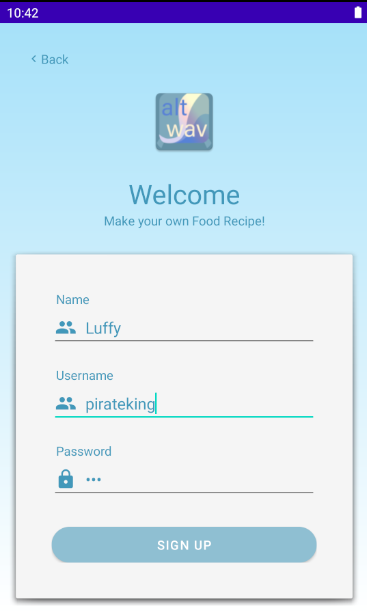 10:42
Back
alt
wav
Welcome
Make your own Food Recipe!
Name
Luffy
Username
pirateking
Password
•••
SIGN UP